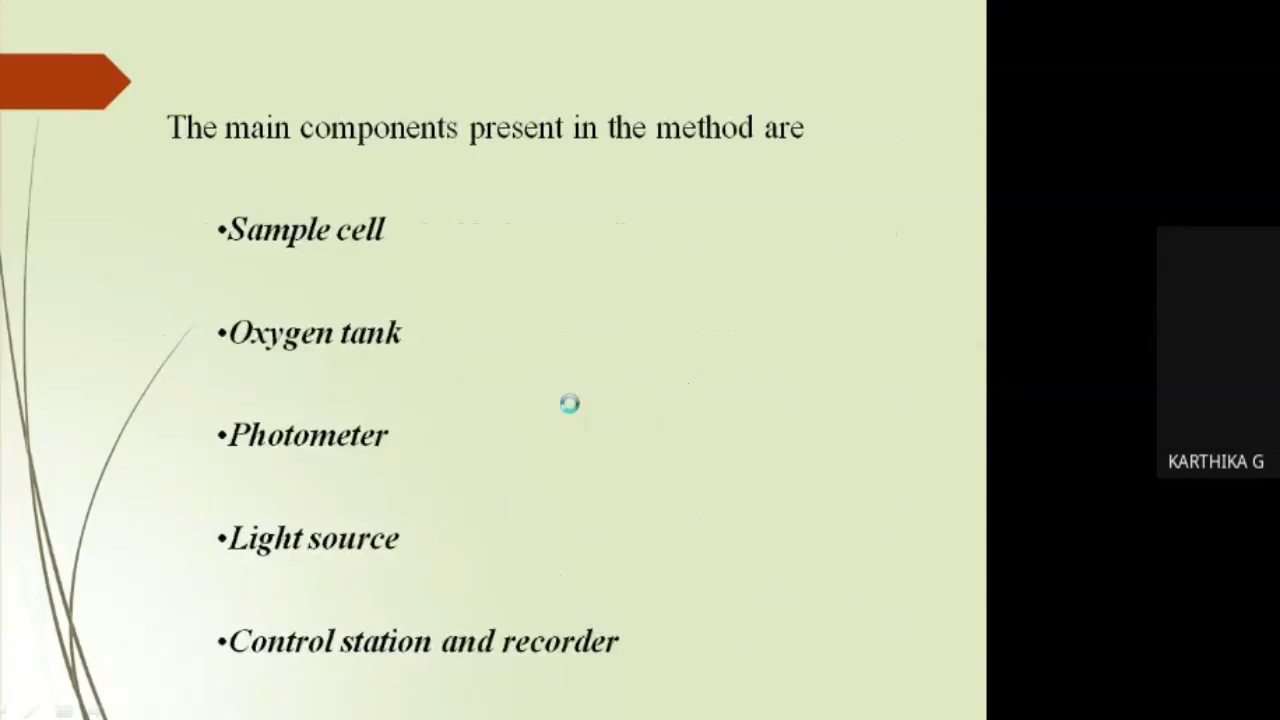 The main components present in the method are
•Sample cell
•Oxygen tank
•Photometer
•Light source
•Control station and recorder
KARTHIKA G